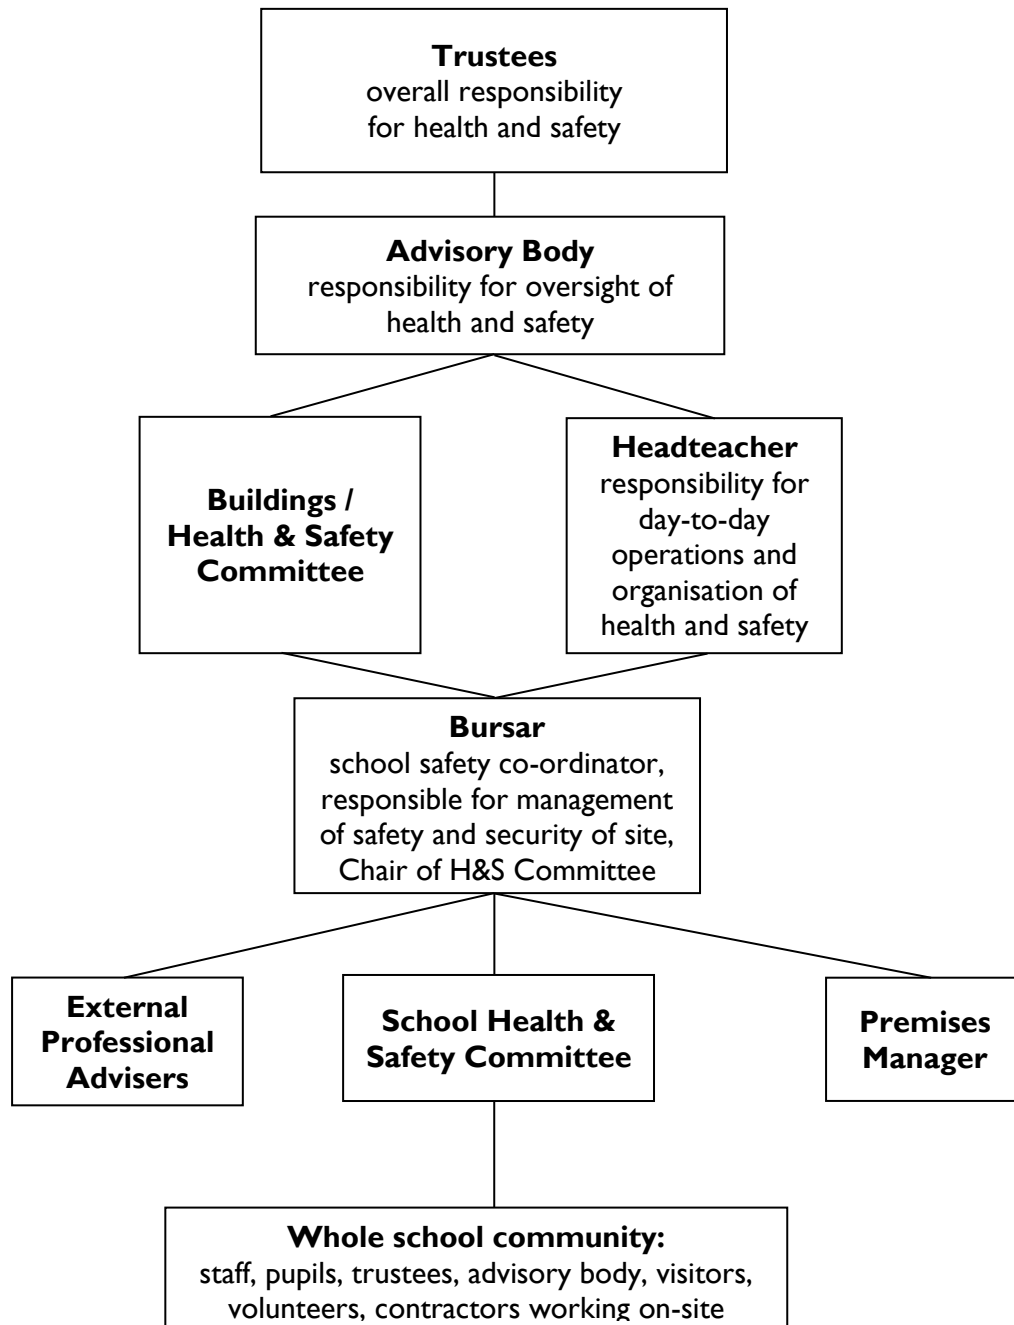 Trustees
overall responsibility
for health and safety
Advisory Body
responsibility for oversight of
health and safety
Buildings /
Health & Safety
Committee
Headteacher
responsibility for
day-to-day
operations and
organisation of
health and safety
Bursar
school safety co-ordinator,
responsible for management
of safety and security of site,
Chair of H&S Committee
External
Professional
Advisers
School Health &
Safety Committee
Premises
Manager
Whole school community:
staff, pupils, trustees, advisory body, visitors,
volunteers, contractors working on-site